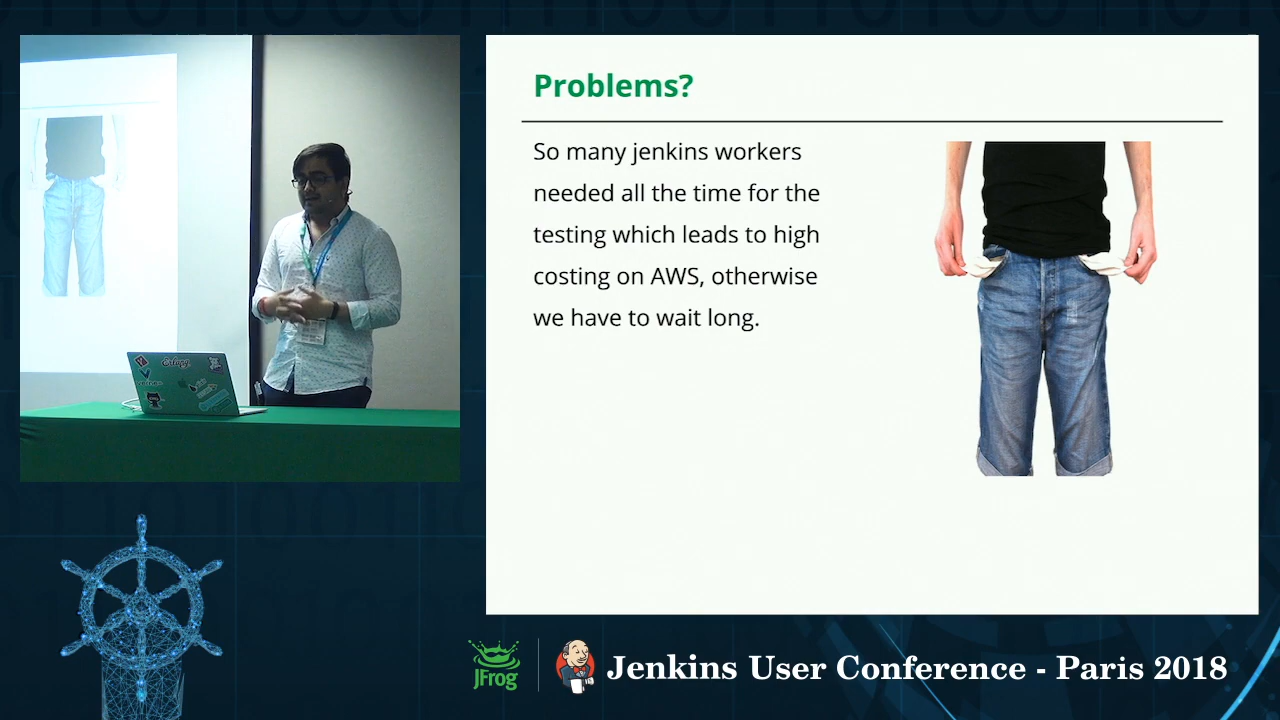 Problems?
So many jenkins workers
needed all the time for the
testing which leads to high
costing on AWS, otherwise
we have to wait long.
JFrog
Jenkins User Conference - Paris 2018